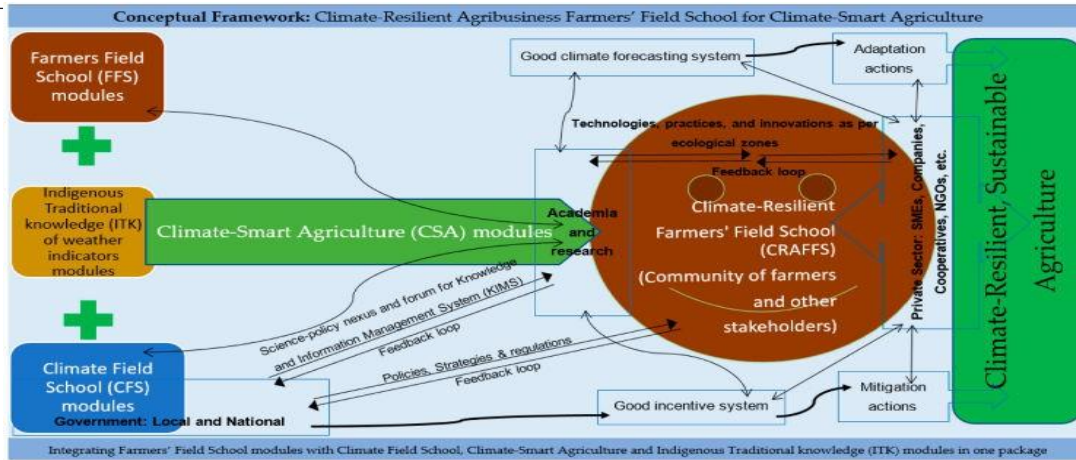 Conceptual Framework: Climate-Resilient Agribusiness Farmers' Field School for Climate-Smart Agriculture
Farmers Field
School (FFS)
modules
Indigenous
Traditional
knowledge (ITK)
of weather
indicators
modules
Climate Field
School (CFS)
modules
Government: Local and National
Climate-Smart Agriculture (CSA) modules
Academia
and
research
Science-policy nexus and forum for Knowledge
and Information Management System (KIMS)
Feedback loop
Policies, Strategies & regulations
Feedback loop
Good climate forecasting system
Adaptation
actions
Technologies, practices, and innovations as per
ecological zones
Feedback loop
Climate-Resilient
Farmers' Field School
(CRAFFS)
(Community of farmers
and other
stakeholders)
Good incentive system
Mitigation
actions
Private Sector: SMEs, Companies,
Cooperatives, NGOs, etc.
Climate-Resilient, Sustainable
Agriculture
Integrating Farmers' Field School modules with Climate Field School, Climate-Smart Agriculture and Indigenous Traditional knowledge (ITK) modules in one package